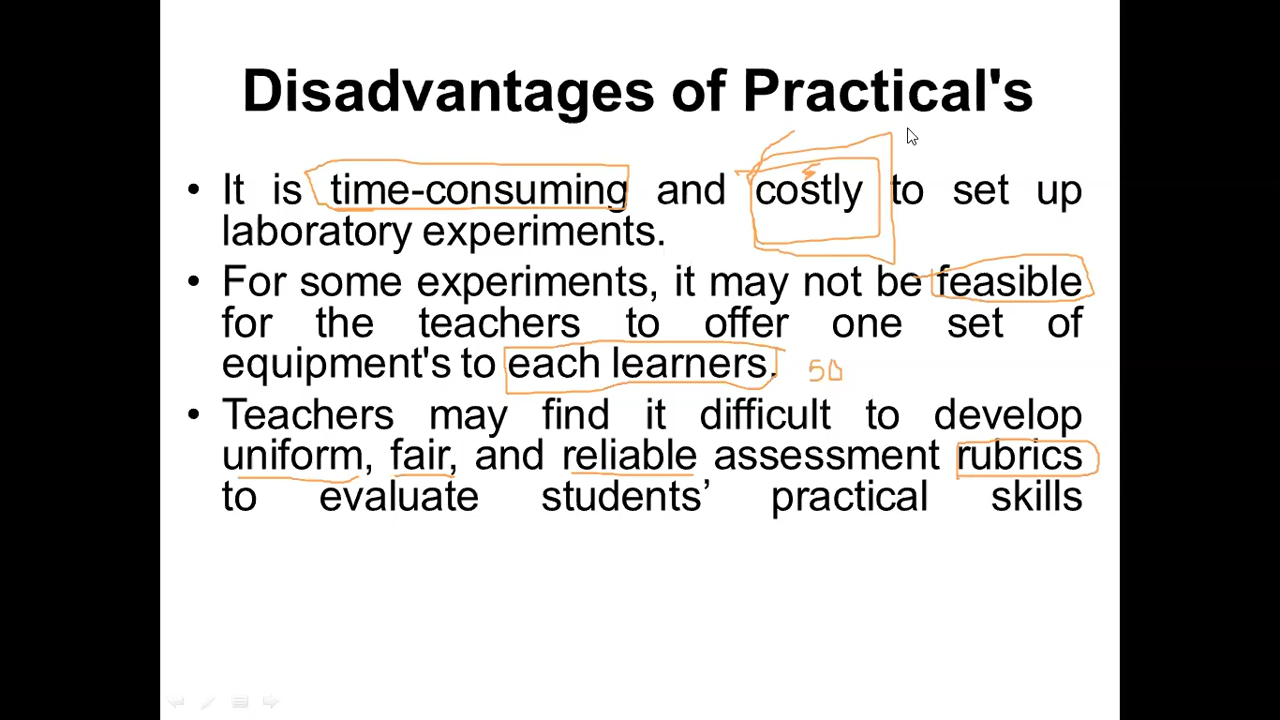 Disadvantages of Practical's
• It is time-consuming and costly to set up
laboratory experiments.
• For some experiments, it may not be feasible
for the teachers to offer one set of
equipment's to each learners. 50
• Teachers may find it difficult to develop
uniform, fair, and reliable assessment rubrics
to evaluate students’ practical skills